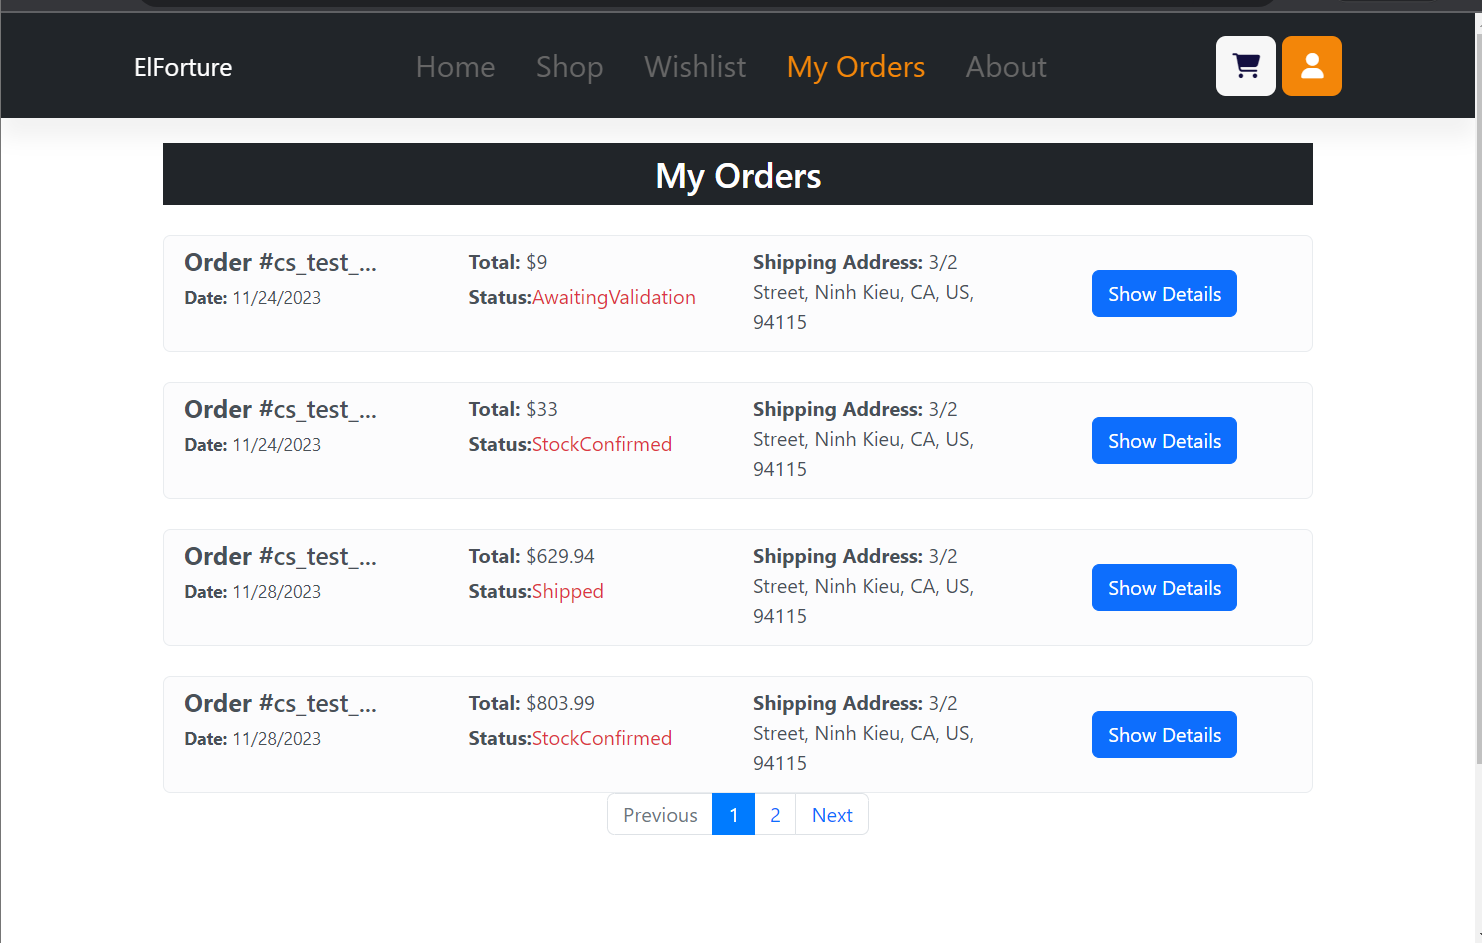 ElForture
Home Shop Wishlist My Orders About
My Orders
Order #cs_test_...
Date: 11/24/2023
Total: $9
Status:AwaitingValidation
Shipping Address: 3/2
Street, Ninh Kieu, CA, US,
94115
Show Details
Order #cs_test_...
Date: 11/24/2023
Total: $33
Status:StockConfirmed
Shipping Address: 3/2
Street, Ninh Kieu, CA, US,
94115
Show Details
Order #cs_test_...
Date: 11/28/2023
Total: $629.94
Status:Shipped
Shipping Address: 3/2
Street, Ninh Kieu, CA, US,
94115
Show Details
Order #cs_test_...
Date: 11/28/2023
Total: $803.99
Status:StockConfirmed
Shipping Address: 3/2
Street, Ninh Kieu, CA, US,
94115
Show Details
Previous 1 2 Next